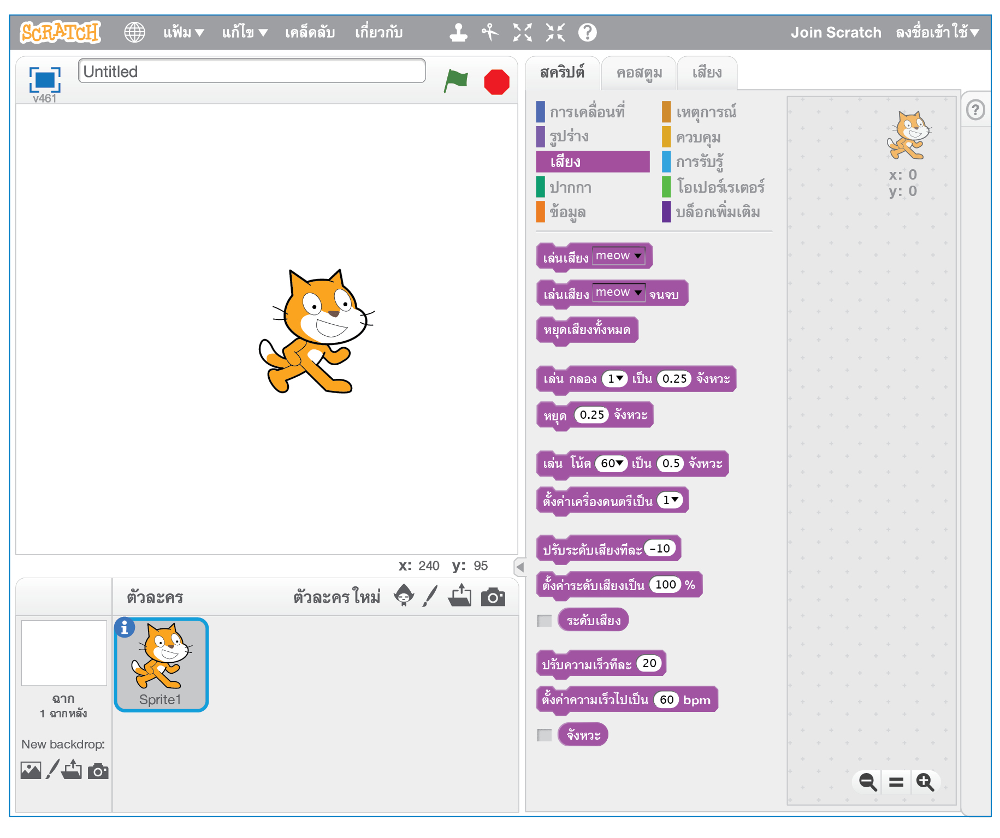 SCRATCH แฟ้ม แก้ไข เคล็ดลับ เกี่ยวกับ Join Scratch ลงชื่อเข้าใช้
Untitled
v461
สคริปต์ คอสตูม เสียง
การเคลื่อนที่ เหตุการณ์
รูปร่าง ควบคุม
เสียง การรับรู้
ปากกา โอเปอร์เรเตอร์
ข้อมูล บล็อกเพิ่มเติม
x: 0
y: 0
เล่นเสียง meow
เล่นเสียง meow จนจบ
หยุดเสียงทั้งหมด
เล่น กลอง 1 เป็น 0.25 จังหวะ
หยุด 0.25 จังหวะ
เล่น โน้ต 60 เป็น 0.5 จังหวะ
ตั้งค่าเครื่องดนตรีเป็น 1
ปรับระดับเสียงทีละ -10
ตั้งค่าระดับเสียงเป็น 100 %
ระดับเสียง
ปรับความเร็วทีละ 20
ตั้งค่าความเร็วไปเป็น 60 bpm
จังหวะ
x: 240 y: 95
ตัวละคร ตัวละครใหม่
Sprite1
ฉาก
1 ฉากหลัง
New backdrop: